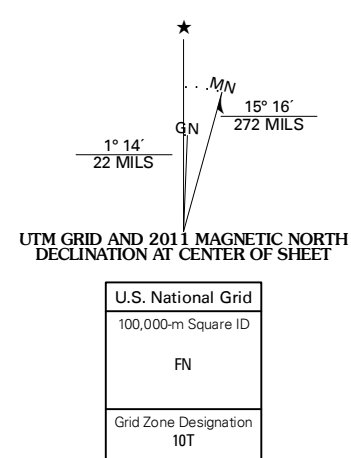 ★
MN
GN
15° 16´
272 MILS
1° 14´
22 MILS
UTM GRID AND 2011 MAGNETIC NORTH
DECLINATION AT CENTER OF SHEET
U.S. National Grid
100,000-m Square ID
FN
Grid Zone Designation
10T